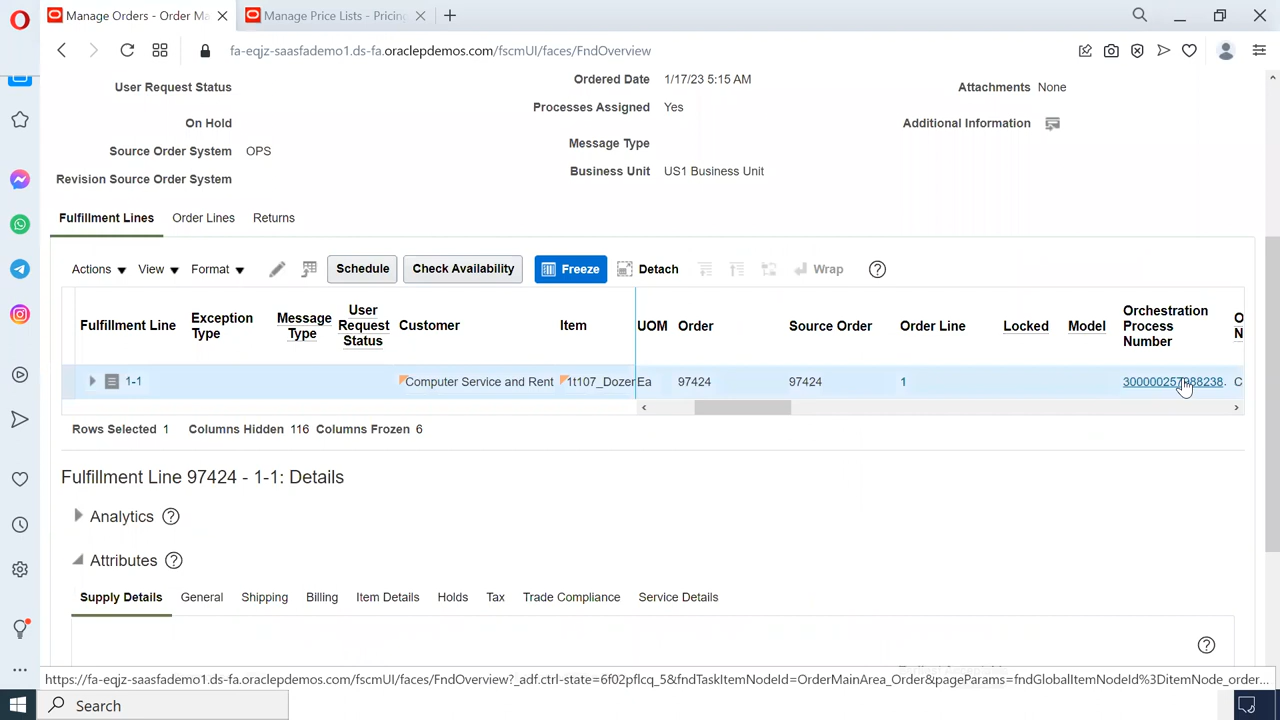 Manage Orders - Order Ma
Manage Price Lists - Pricing
fa-eqjz-saasfademo1.ds-fa.oraclepdemos.com/fscmUI/faces/FndOverview
User Request Status
On Hold
Source Order System OPS
Revision Source Order System
Ordered Date 1/17/23 5:15 AM
Processes Assigned Yes
Message Type
Business Unit US1 Business Unit
Attachments None
Additional Information
Fulfillment Lines Order Lines Returns
Actions View Format Schedule Check Availability Freeze Detach Wrap
Fulfillment Line Exception Type Message Type User Request Status Customer Item UOM Order Source Order Order Line Locked Model Orchestration Process Number
1-1 Computer Service and Rent 1t107_Dozer Ea 97424 97424 1
Rows Selected 1 Columns Hidden 116 Columns Frozen 6
Fulfillment Line 97424 - 1-1: Details
Analytics
Attributes
Supply Details General Shipping Billing Item Details Holds Tax Trade Compliance Service Details
https://fa-eqjz-saasfademo1.ds-fa.oraclepdemos.com/fscmUI/faces/FndOverview?_adf.ctrl-state=6f02pflcq_5&fndTaskItemNodeId=OrderMainArea_Order&pageParams=fndGlobalItemNodeId%3DitemNode_order...
Search